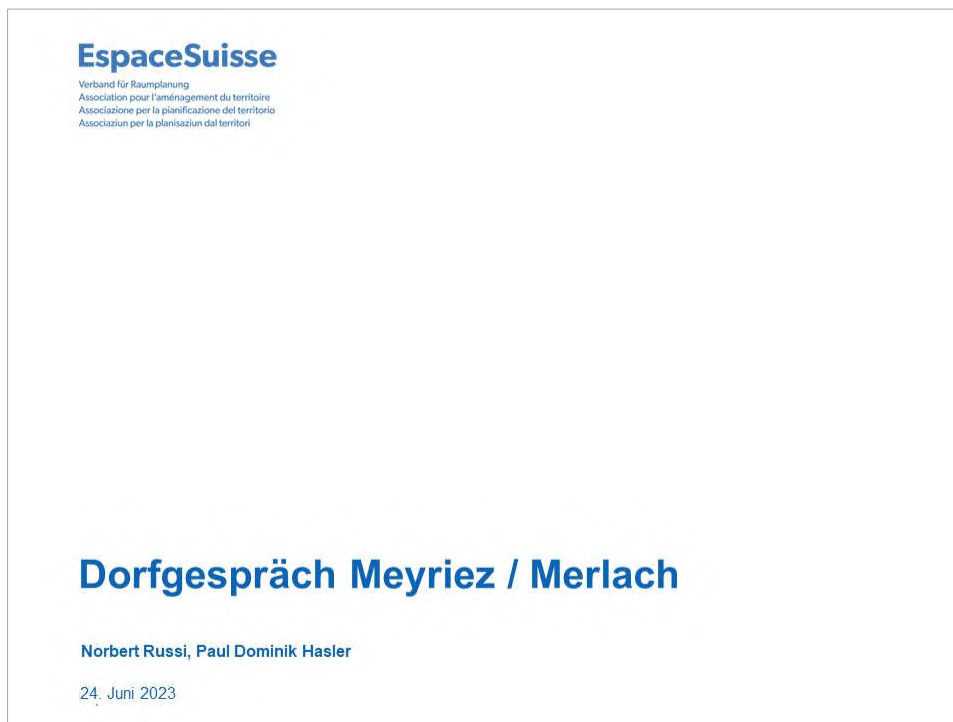 EspaceSuisse
Verband für Raumplanung
Association pour l'aménagement du territoire
Associazione per la pianificazione del territorio
Associaziun per la planisaziun dal territori
Dorfgespräch Meyriez / Merlach
Norbert Russi, Paul Dominik Hasler
24. Juni 2023